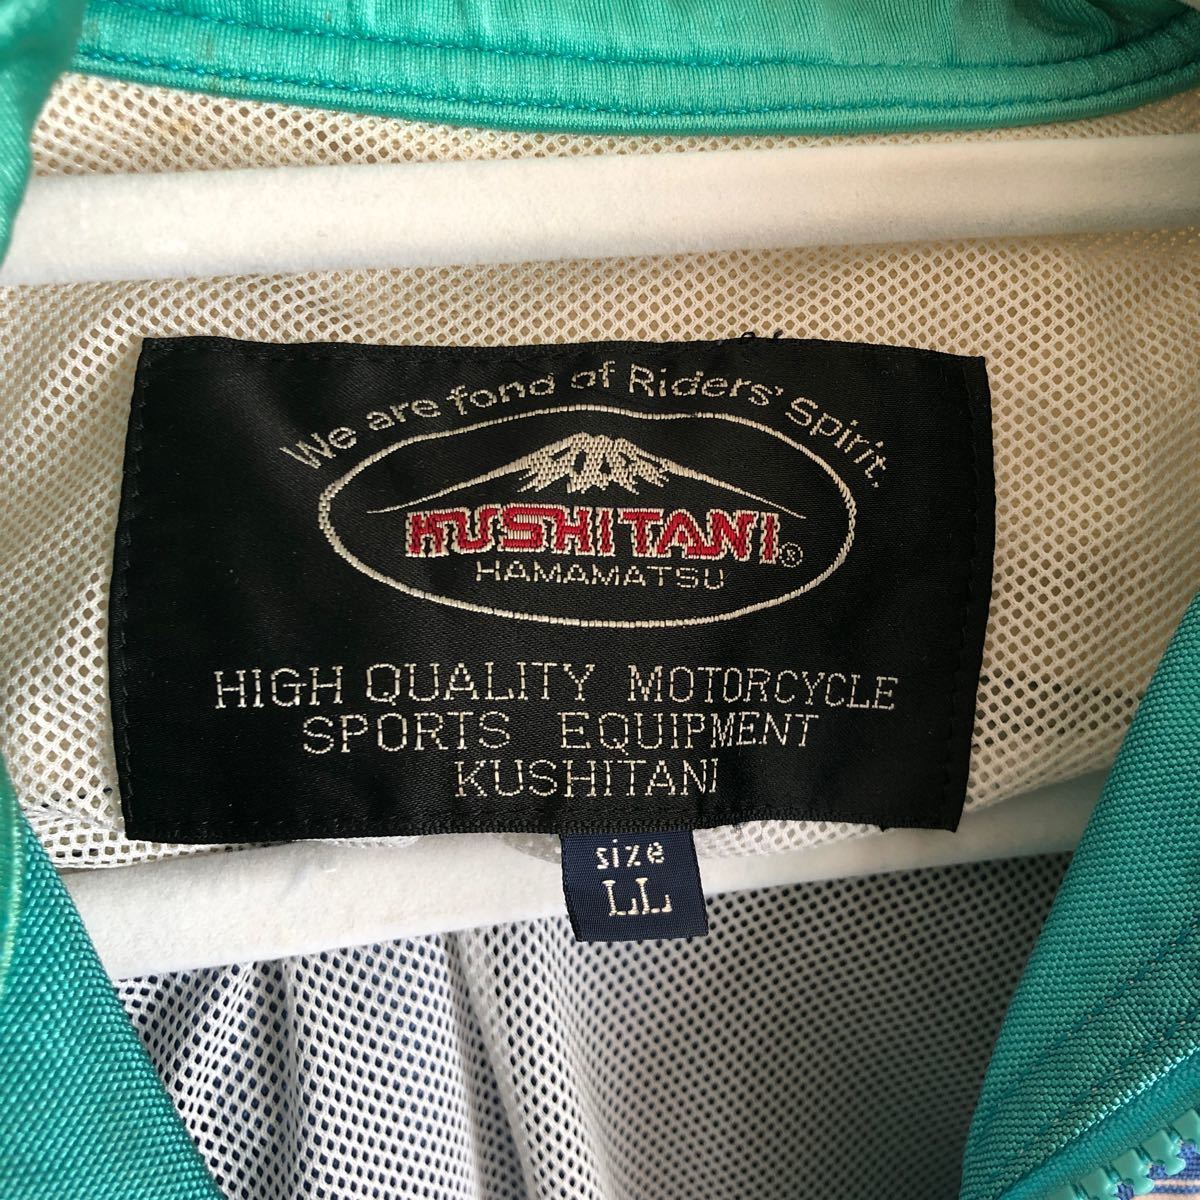 We are fond of Riders' Spirit.
KUSHITANI®
HAMAMATSU
HIGH QUALITY MOTORCYCLE
SPORTS EQUIPMENT
KUSHITANI
size
LL